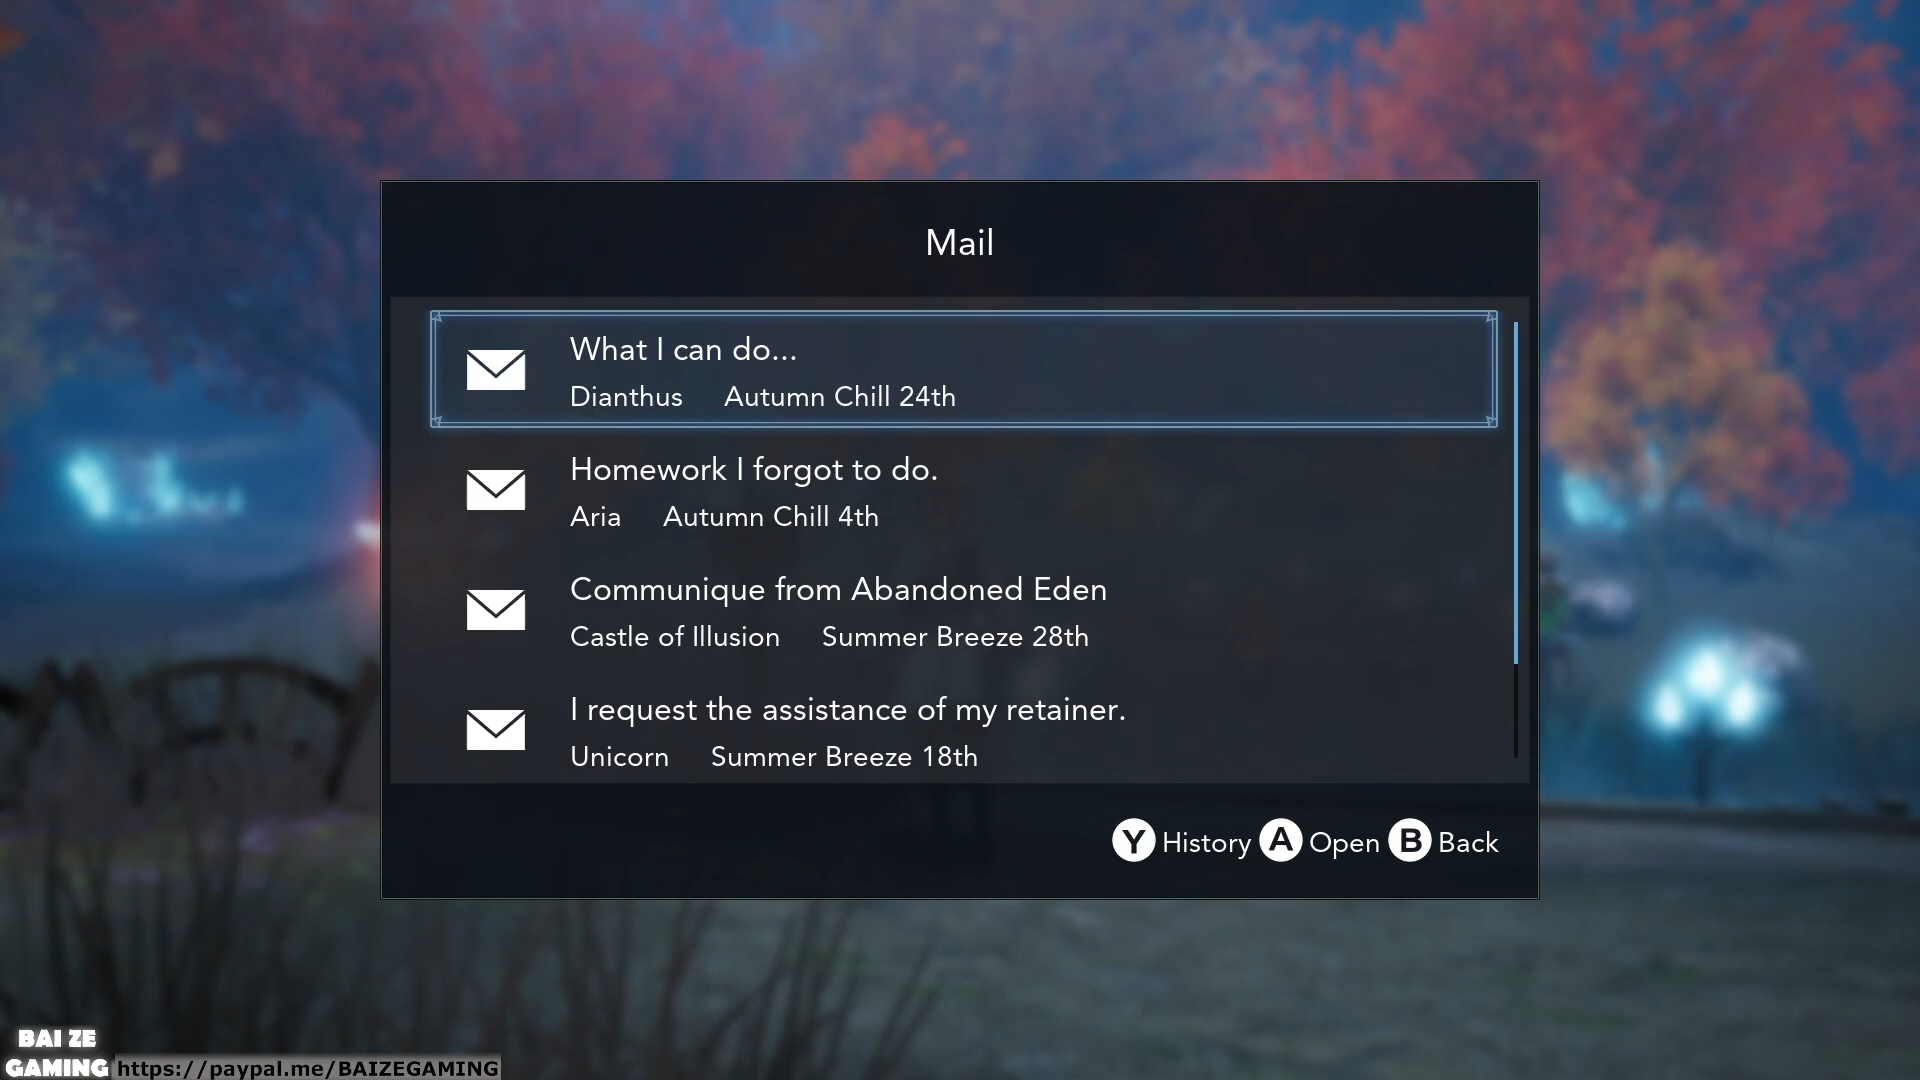 Mail
What I can do...
Dianthus Autumn Chill 24th
Homework I forgot to do.
Aria Autumn Chill 4th
Communique from Abandoned Eden
Castle of Illusion Summer Breeze 28th
I request the assistance of my retainer.
Unicorn Summer Breeze 18th
Y History A Open B Back
BAI ZE
GAMING https://paypal.me/BAIZEGAMING